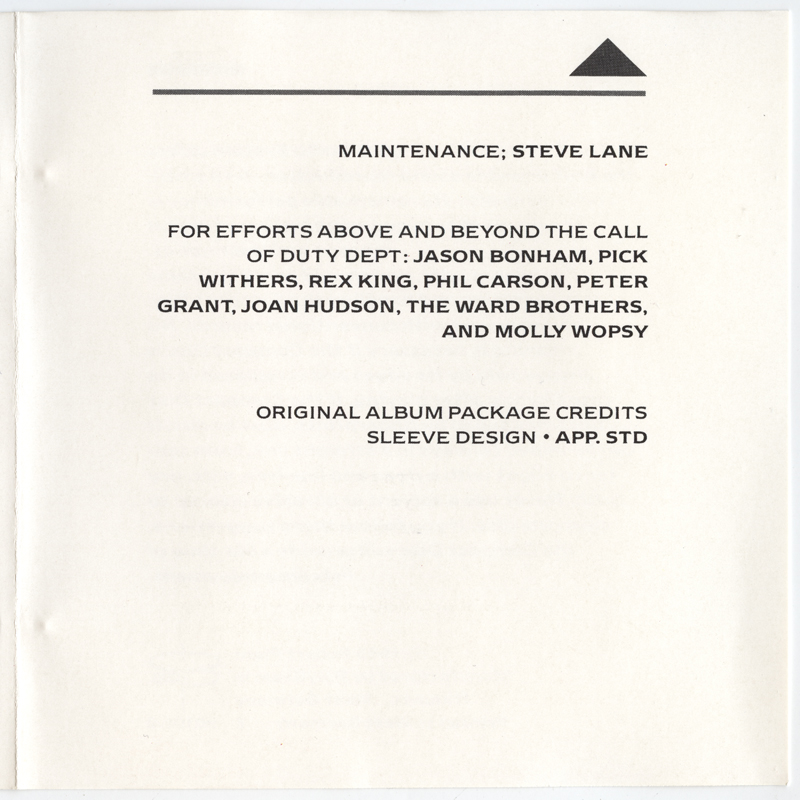 MAINTENANCE; STEVE LANE
FOR EFFORTS ABOVE AND BEYOND THE CALL
OF DUTY DEPT: JASON BONHAM, PICK
WITHERS, REX KING, PHIL CARSON, PETER
GRANT, JOAN HUDSON, THE WARD BROTHERS,
AND MOLLY WOPSY
ORIGINAL ALBUM PACKAGE CREDITS
SLEEVE DESIGN • APP. STD